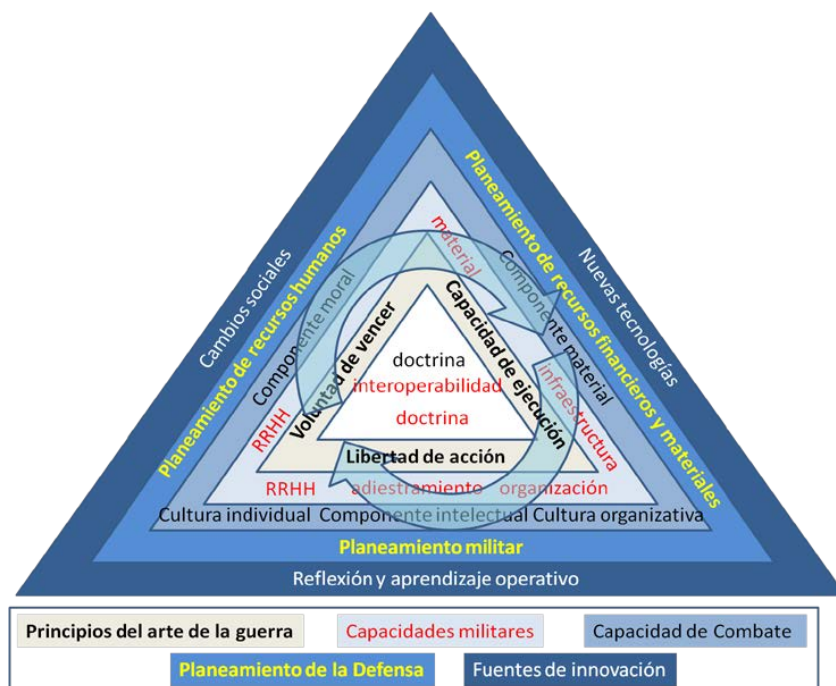 Cambios sociales
Nuevas tecnologías
Planeamiento de recursos humanos
Planeamiento de recursos financieros y materiales
Componente moral
Componente material
RRHH
material
infraestructura
Voluntad de vencer
Capacidad de ejecución
doctrina
interoperabilidad
doctrina
Libertad de acción
RRHH adiestramiento organización
Cultura individual Componente intelectual Cultura organizativa
Planeamiento militar
Reflexión y aprendizaje operativo
Principios del arte de la guerra Capacidades militares Capacidad de Combate
Planeamiento de la Defensa Fuentes de innovación